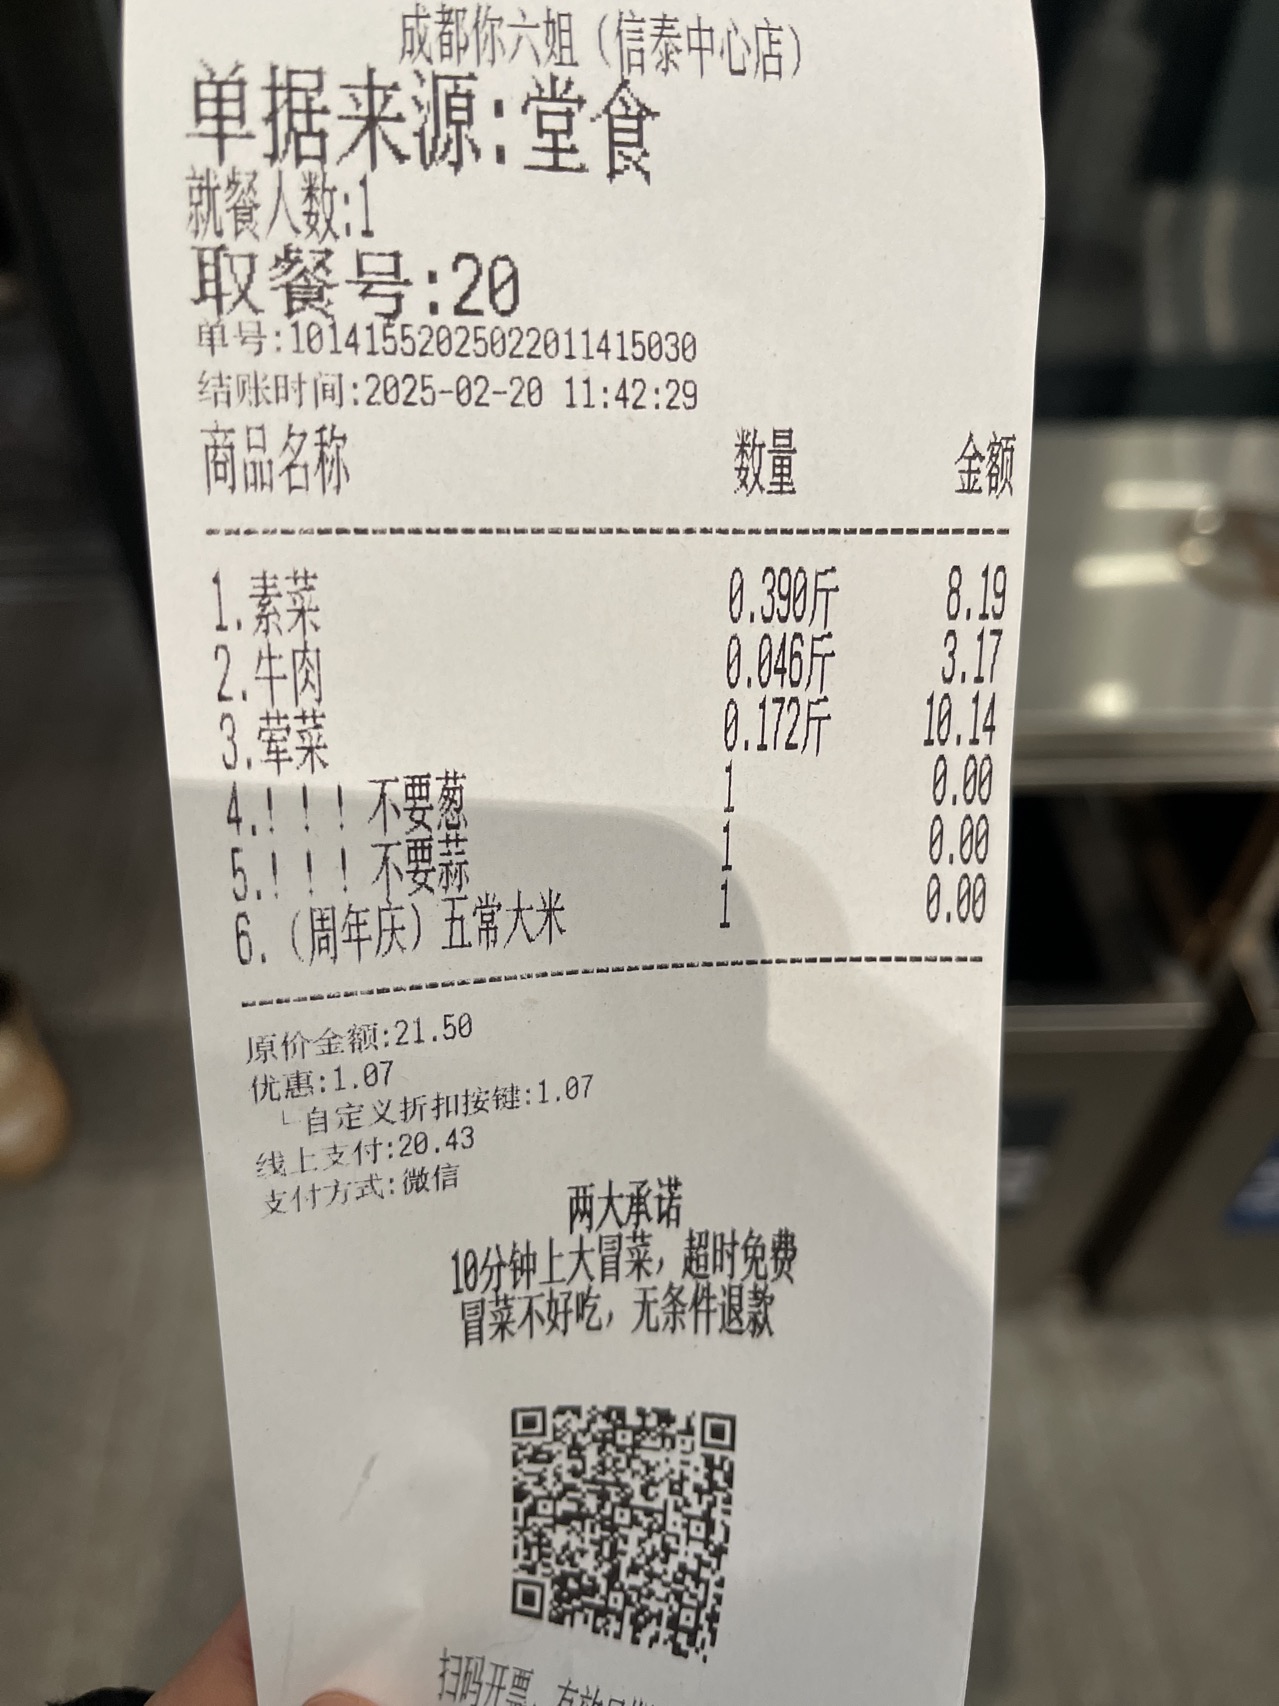 成都你六姐（信泰中心店）
单据来源:堂食
就餐人数:1
取餐号:20
单号:10141552025022011415030
结账时间:2025-02-20 11:42:29
商品名称 数量 金额
1.素菜 0.390斤 8.19
2.牛肉 0.046斤 3.17
3.荤菜 0.172斤 10.14
4.！！！不要葱 1 0.00
5.！！！不要蒜 1 0.00
6.（周年庆）五常大米 1 0.00
原价金额:21.50
优惠:1.07
└自定义折扣按键:1.07
线上支付:20.43
支付方式:微信
两大承诺
10分钟上大冒菜，超时免费
冒菜不好吃，无条件退款
扫码开票，有效